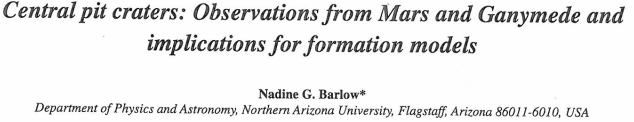 Central pit craters: Observations from Mars and Ganymede and
implications for formation models
Nadine G. Barlow*
Department of Physics and Astronomy, Northern Arizona University, Flagstaff, Arizona 86011-6010, USA